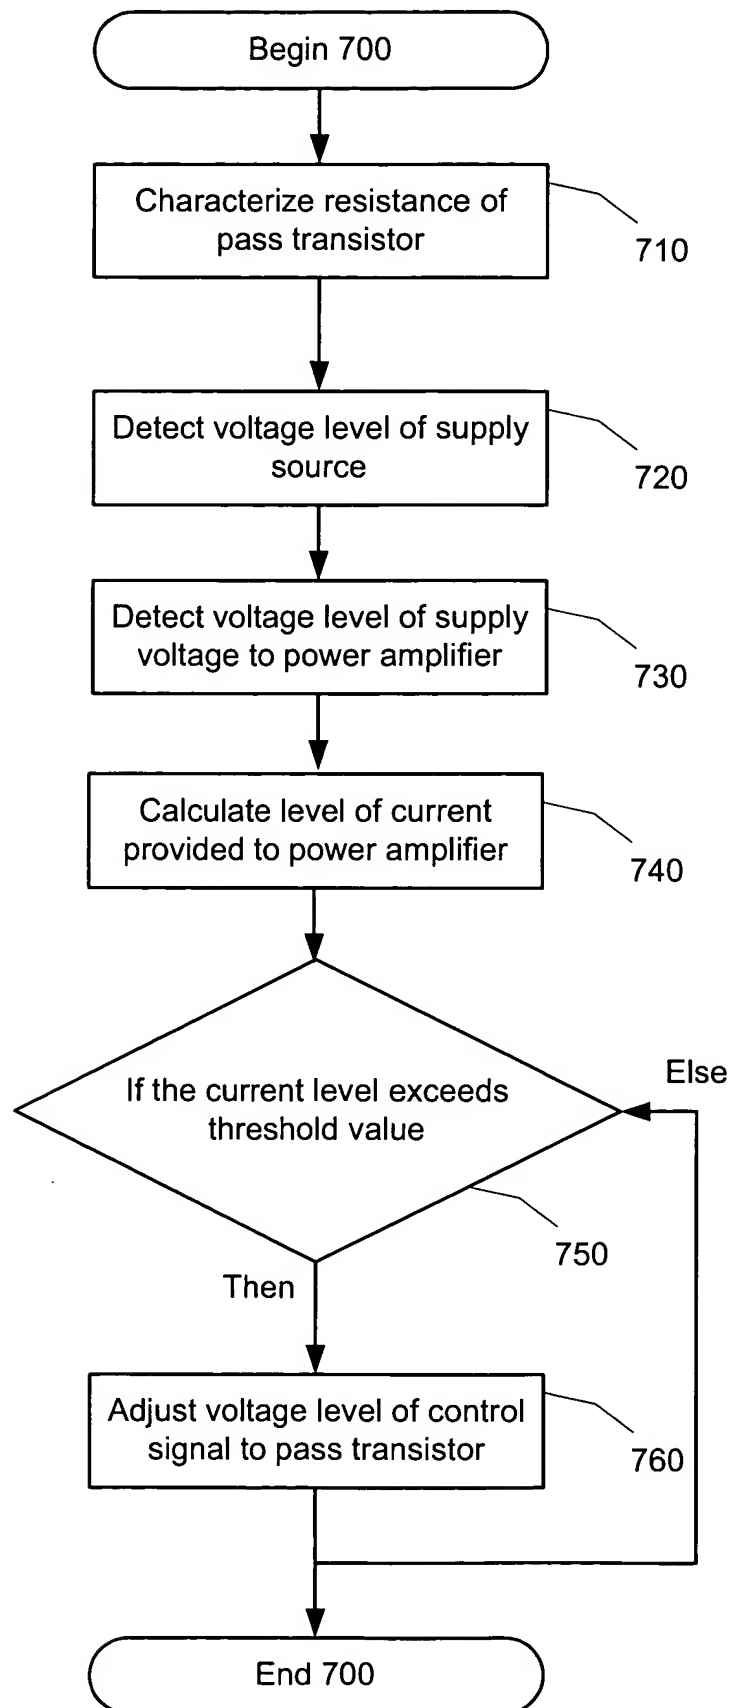 Begin 700
Characterize resistance of
pass transistor
710
Detect voltage level of supply
source
720
Detect voltage level of supply
voltage to power amplifier
730
Calculate level of current
provided to power amplifier
740
If the current level exceeds
threshold value
Else
750
Then
Adjust voltage level of control
signal to pass transistor
760
End 700